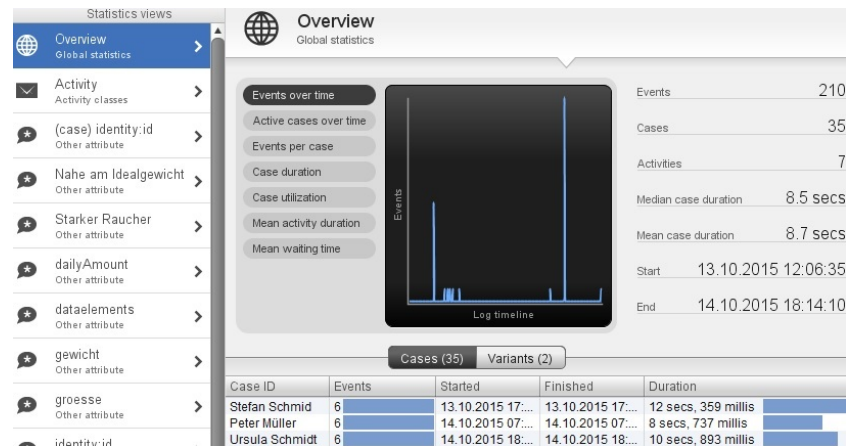 Statistics views
Overview
Global statistics
Activity
Activity classes
(case) identity:id
Other attribute
Nahe am Idealgewicht
Other attribute
Starker Raucher
Other attribute
dailyAmount
Other attribute
dataelements
Other attribute
gewicht
Other attribute
groesse
Other attribute
identity:id
Overview
Global statistics
Events over time
Active cases over time
Events per case
Case duration
Case utilization
Mean activity duration
Mean waiting time
Events
Log timeline
Events 210
Cases 35
Activities 7
Median case duration 8.5 secs
Mean case duration 8.7 secs
Start 13.10.2015 12:06:35
End 14.10.2015 18:14:10
Cases (35) Variants (2)
Case ID Events Started Finished Duration
Stefan Schmid 6 13.10.2015 17:... 13.10.2015 17:... 12 secs, 359 millis
Peter Müller 6 14.10.2015 07:... 14.10.2015 07:... 8 secs, 737 millis
Ursula Schmidt 6 14.10.2015 18:... 14.10.2015 18:... 10 secs, 893 millis